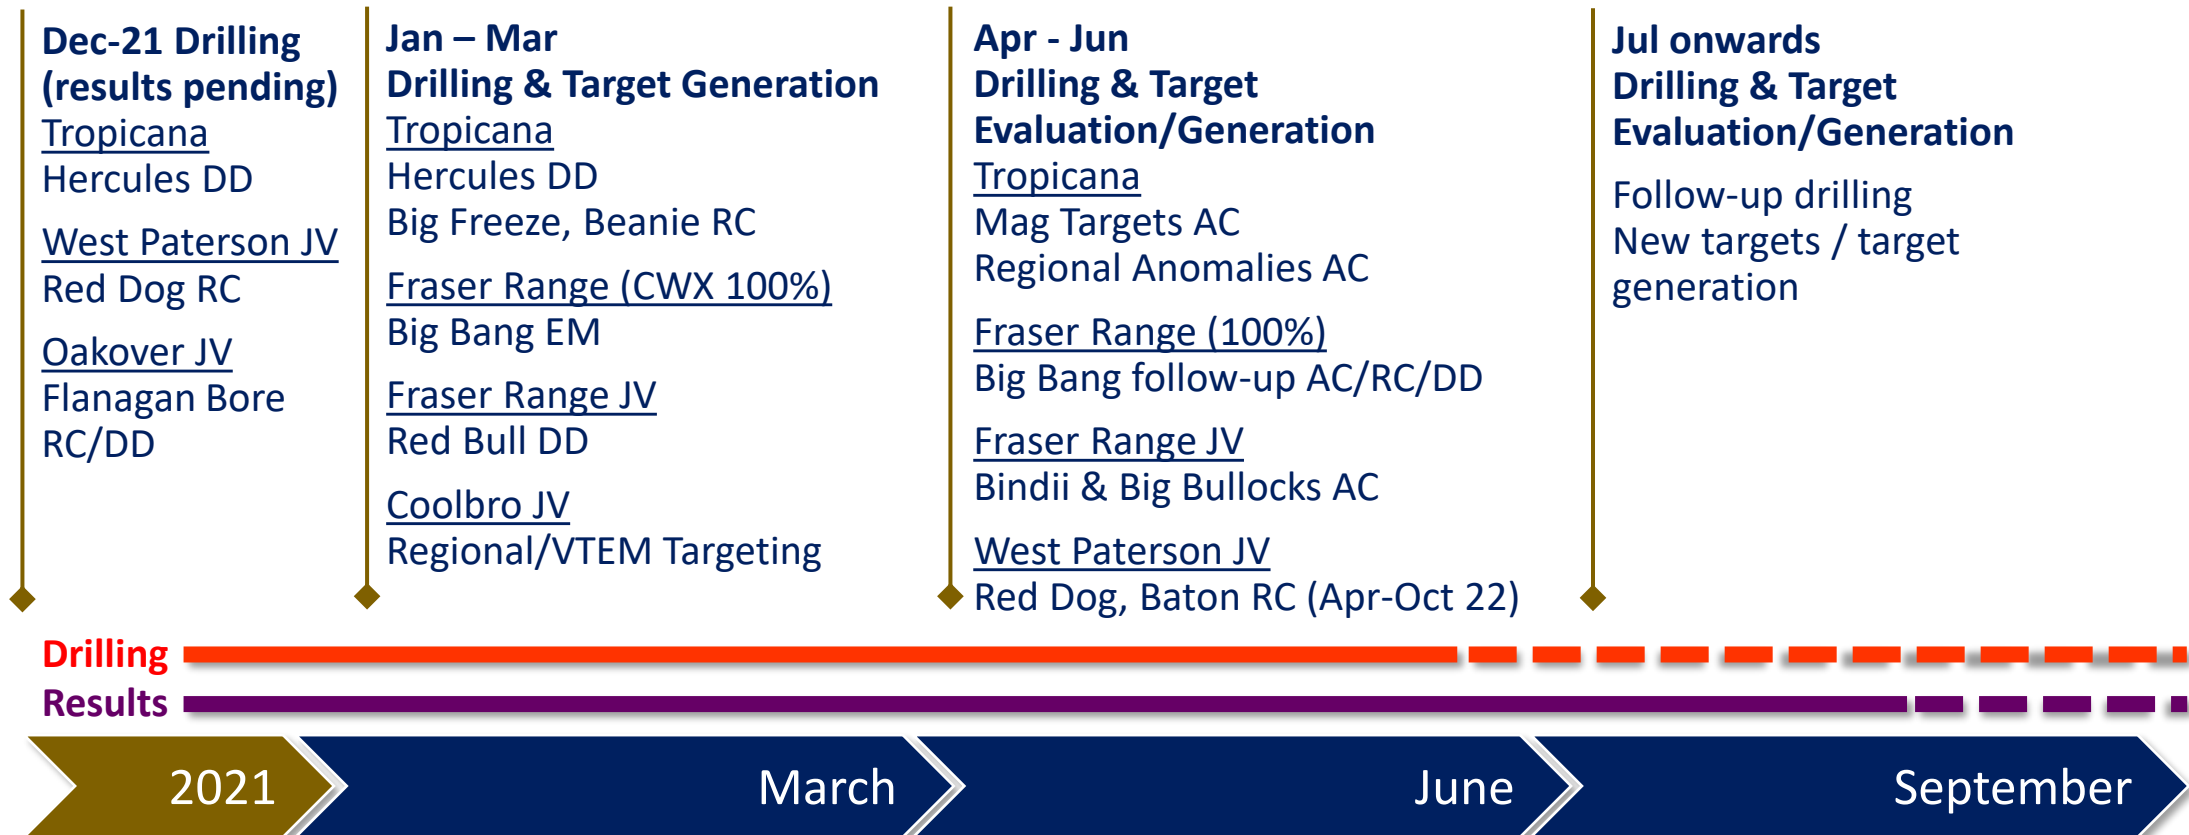 Dec-21 Drilling
(results pending)
Tropicana
Hercules DD
West Paterson JV
Red Dog RC
Oakover JV
Flanagan Bore
RC/DD
Jan – Mar
Drilling & Target Generation
Tropicana
Hercules DD
Big Freeze, Beanie RC
Fraser Range (CWX 100%)
Big Bang EM
Fraser Range JV
Red Bull DD
Coolbro JV
Regional/VTEM Targeting
Apr - Jun
Drilling & Target
Evaluation/Generation
Tropicana
Mag Targets AC
Regional Anomalies AC
Fraser Range (100%)
Big Bang follow-up AC/RC/DD
Fraser Range JV
Bindii & Big Bullocks AC
West Paterson JV
Red Dog, Baton RC (Apr-Oct 22)
Jul onwards
Drilling & Target
Evaluation/Generation
Follow-up drilling
New targets / target
generation
Drilling
Results
2021
March
June
September